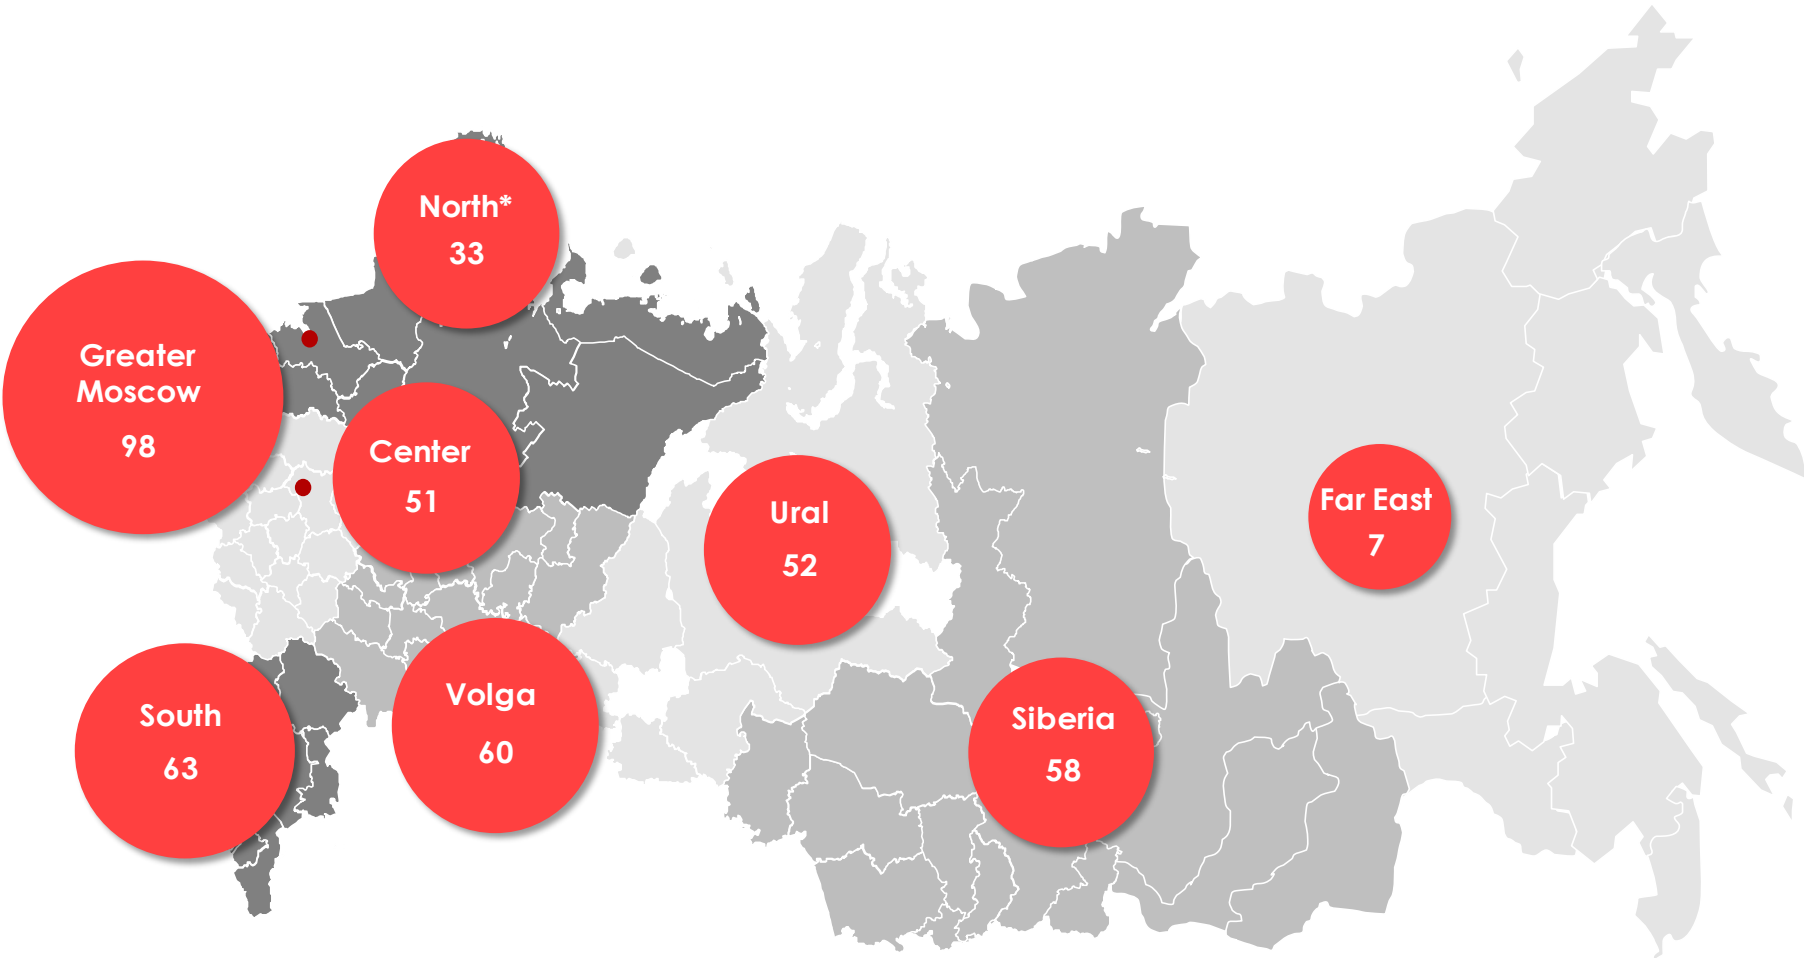 North*
33
Greater
Moscow
98
Center
51
Ural
52
Far East
7
South
63
Volga
60
Siberia
58